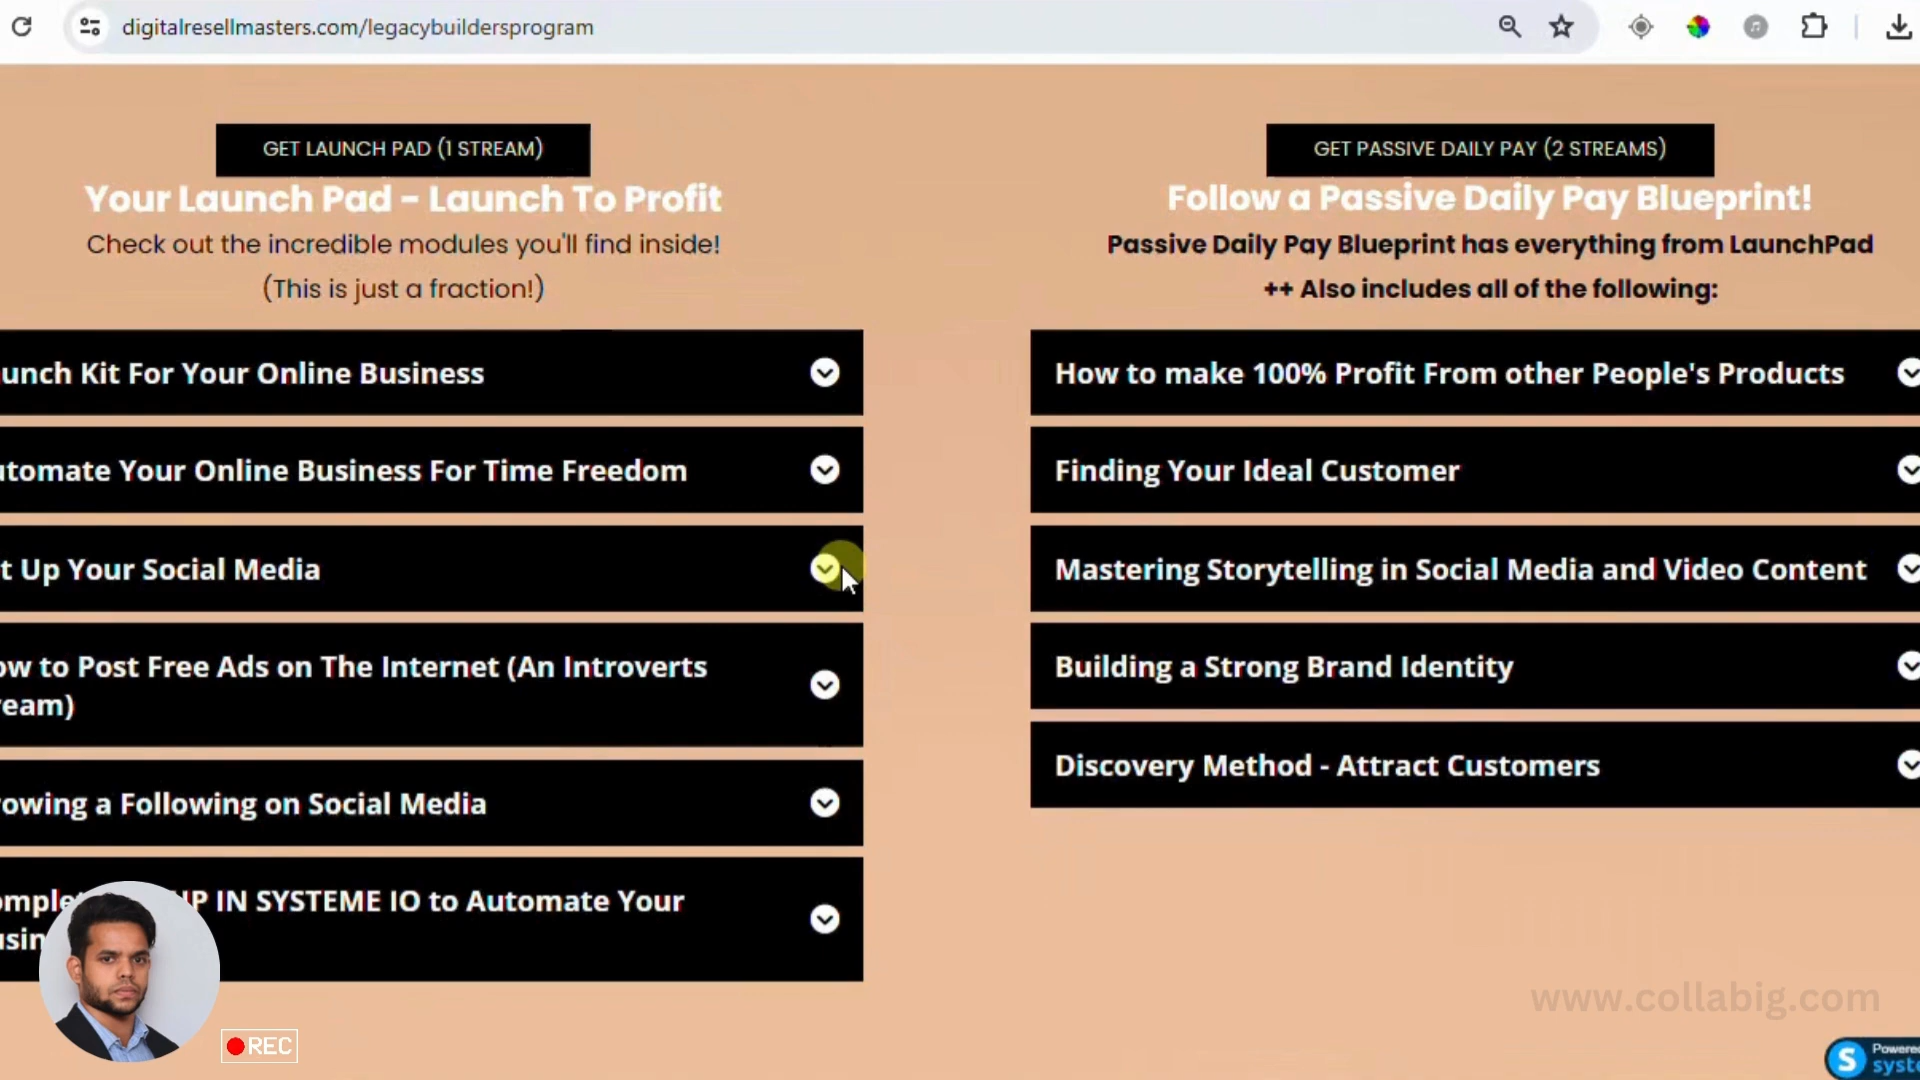 digitalresellmasters.com/legacybuildersprogram
GET LAUNCH PAD (1 STREAM)
Your Launch Pad - Launch To Profit
Check out the incredible modules you'll find inside!
(This is just a fraction!)
unch Kit For Your Online Business
utomate Your Online Business For Time Freedom
t Up Your Social Media
ow to Post Free Ads on The Internet (An Introverts
eam)
owing a Following on Social Media
omple P IN SYSTEME IO to Automate Your
usin
GET PASSIVE DAILY PAY (2 STREAMS)
Follow a Passive Daily Pay Blueprint!
Passive Daily Pay Blueprint has everything from LaunchPad
++ Also includes all of the following:
How to make 100% Profit From other People's Products
Finding Your Ideal Customer
Mastering Storytelling in Social Media and Video Content
Building a Strong Brand Identity
Discovery Method - Attract Customers
REC
www.collabig.com
S
Powere
syst